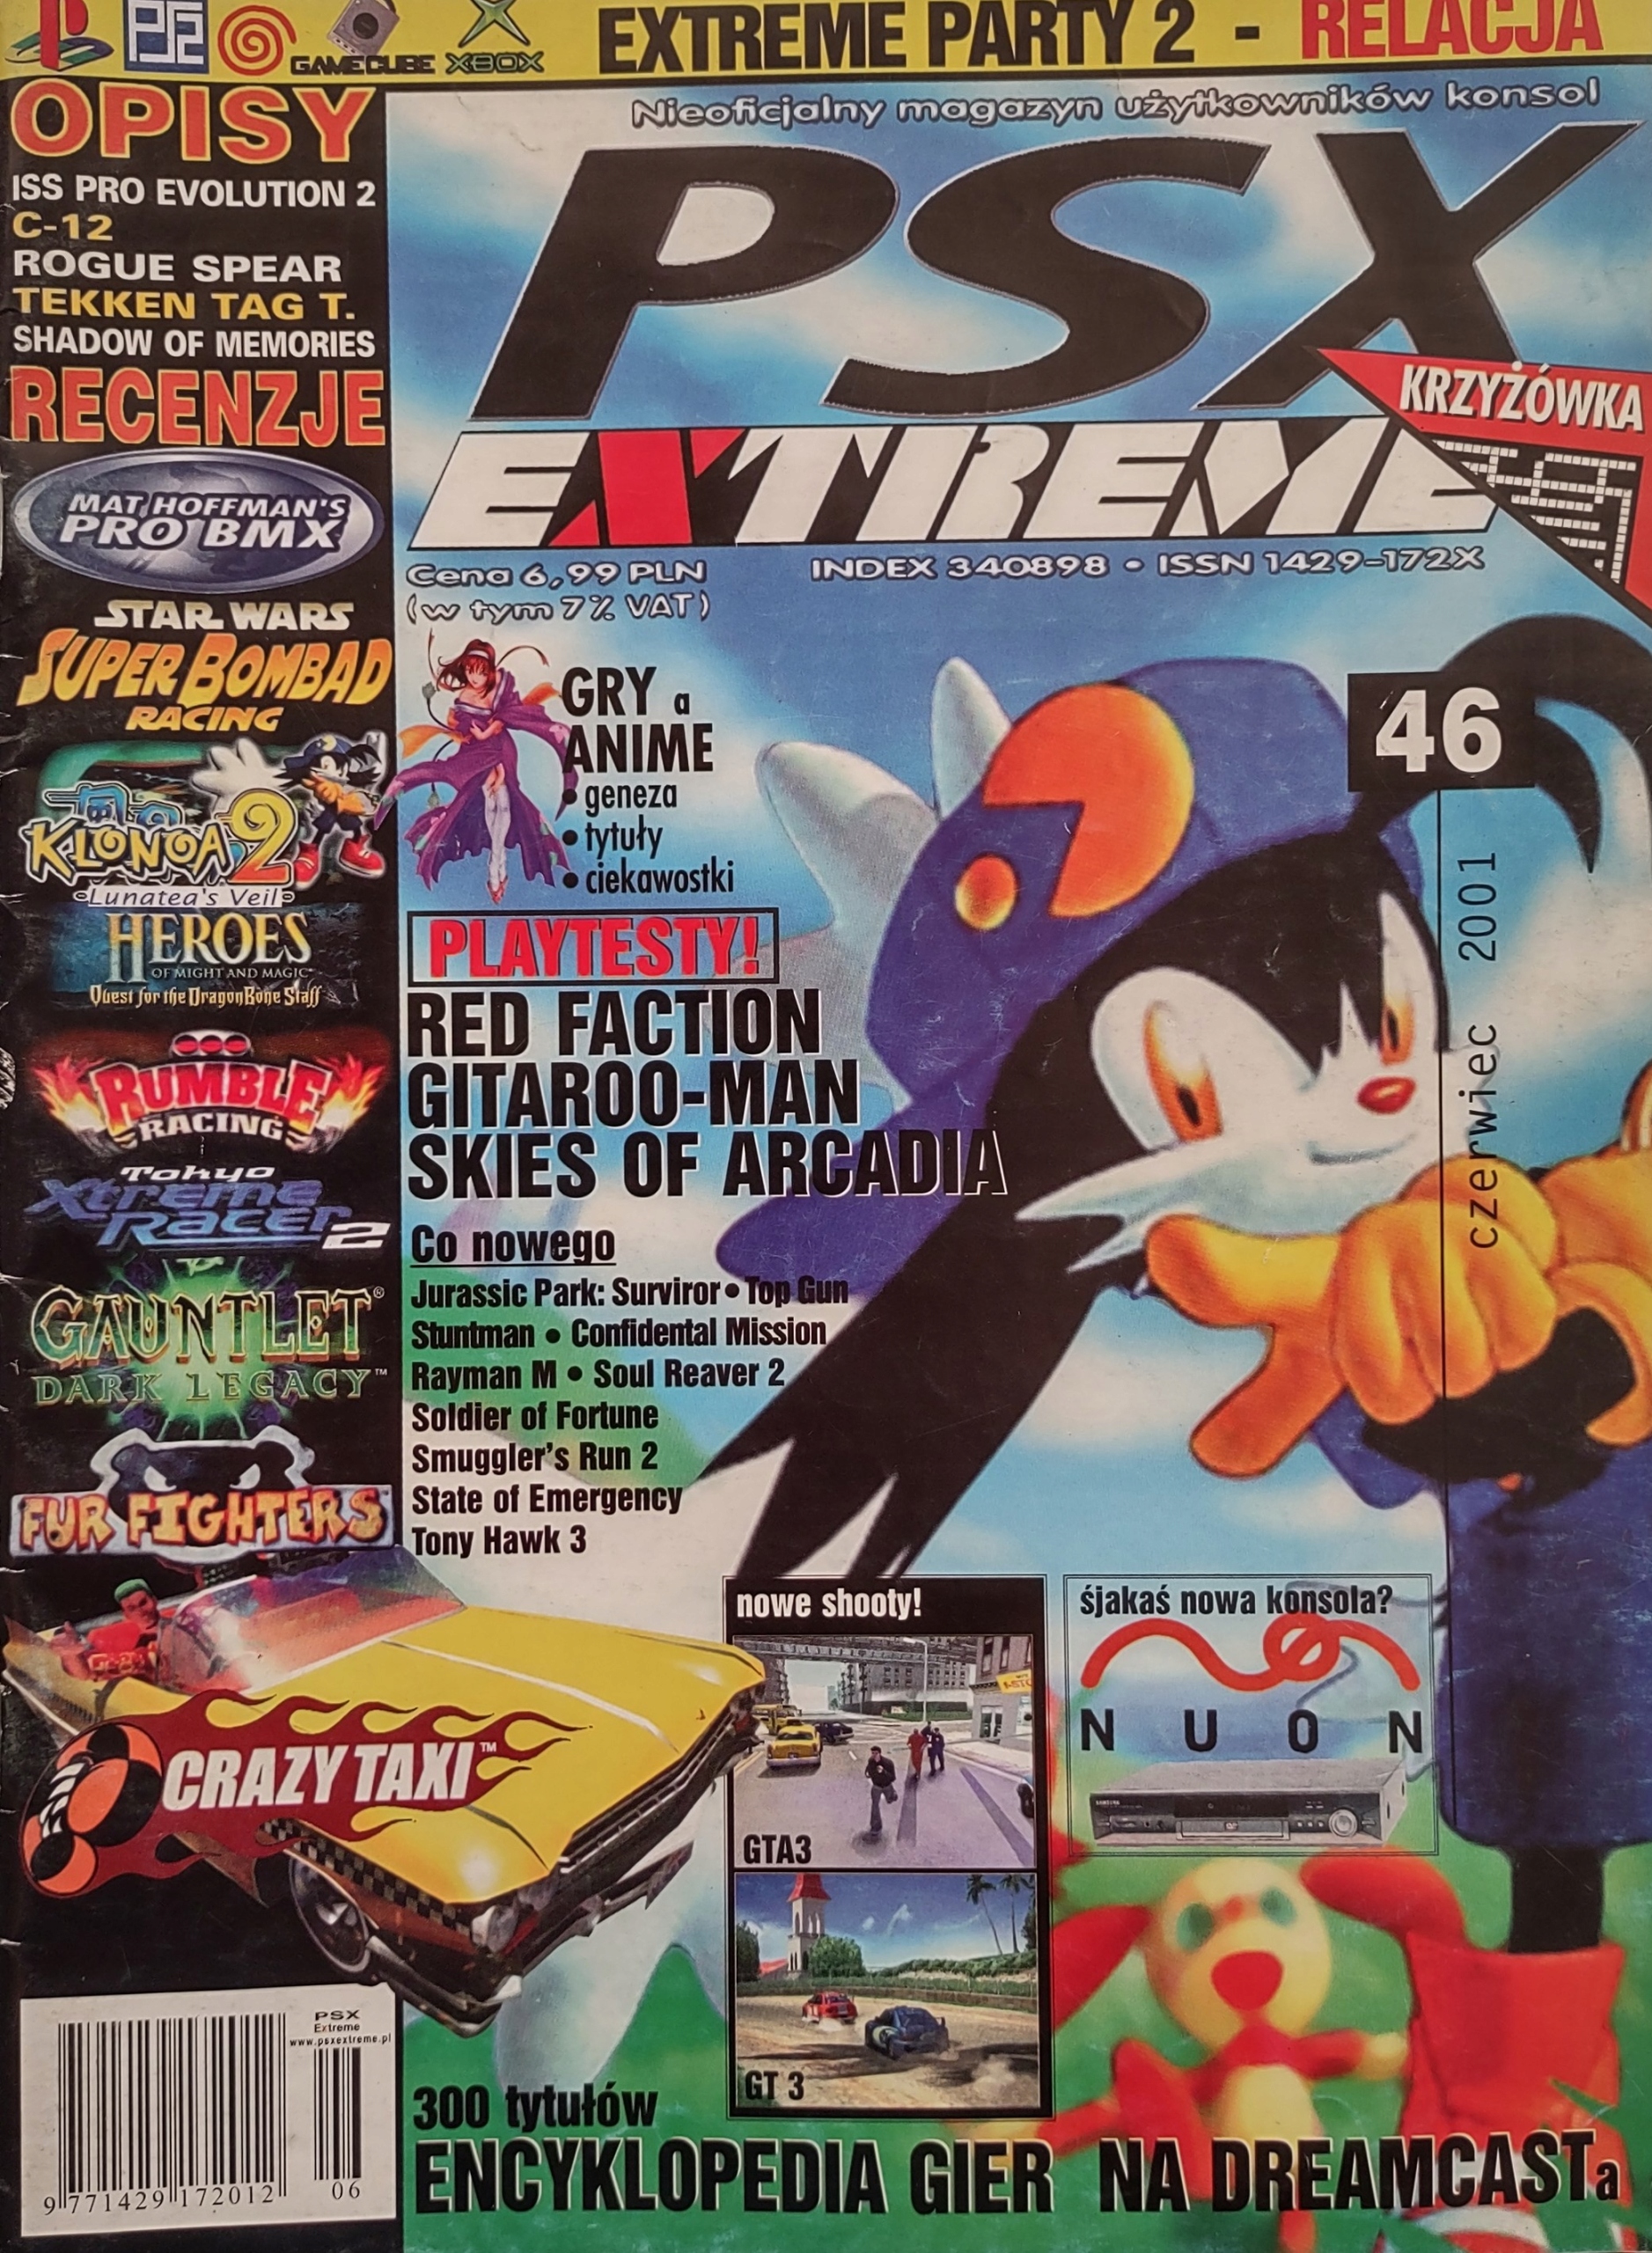 GAMECUBE
XBOX
EXTREME PARTY 2 - RELACJA
OPISY
ISS PRO EVOLUTION 2
C-12
ROGUE SPEAR
TEKKEN TAG T.
SHADOW OF MEMORIES
RECENZJE
MAT HOFFMAN'S
PRO BMX
STAR WARS
SUPER BOMBAD
RACING
KLONOA 2
Lunatea's Veil
HEROES
OF MIGHT AND MAGIC
Quest for the DragonBone Staff
RUMBLE
RACING
Tokyo
Xtreme
Racer 2
GAUNTLET®
DARK LEGACY™
FUR FIGHTERS™
CRAZY TAXI™
PSX
Extreme
www.psxextreme.pl
9 771429 172012
06
Nieoficjalny magazyn użytkowników konsol
PSX
EXTREME
KRZYŻÓWKA
Cena 6,99 PLN
(w tym 7% VAT)
INDEX 340898 • ISSN 1429-172X
46
czerwiec 2001
GRY a
ANIME
• geneza
• tytuły
• ciekawostki
PLAYTESTY!
RED FACTION
GITAROO-MAN
SKIES OF ARCADIA
Co nowego
Jurassic Park: Surviror • Top Gun
Stuntman • Confidental Mission
Rayman M • Soul Reaver 2
Soldier of Fortune
Smuggler's Run 2
State of Emergency
Tony Hawk 3
nowe shooty!
GTA3
GT 3
śjakaś nowa konsola?
NUON
SAMSUNG
300 tytułów
ENCYKLOPEDIA GIER NA DREAMCASTa